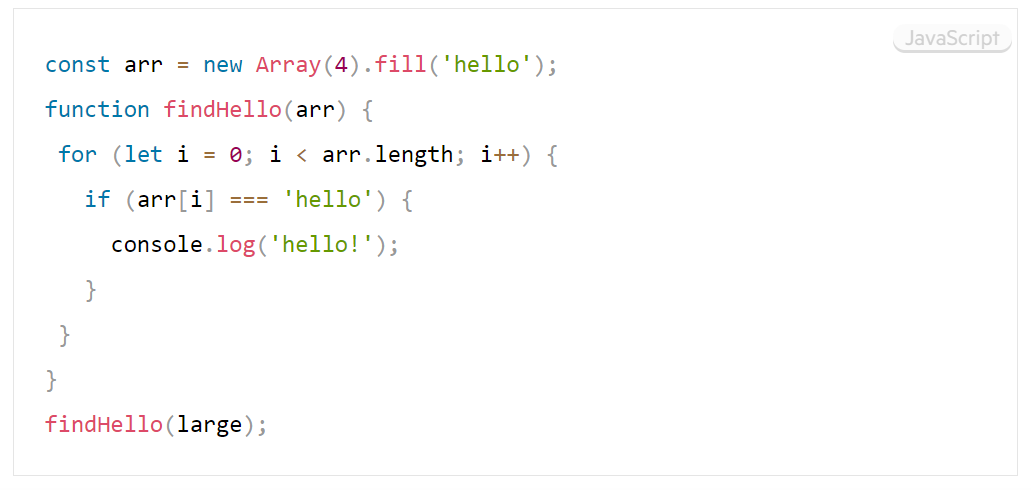 JavaScript
const arr = new Array(4).fill('hello');
function findHello(arr) {
 for (let i = 0; i < arr.length; i++) {
   if (arr[i] === 'hello') {
     console.log('hello!');
   }
 }
}
findHello(large);